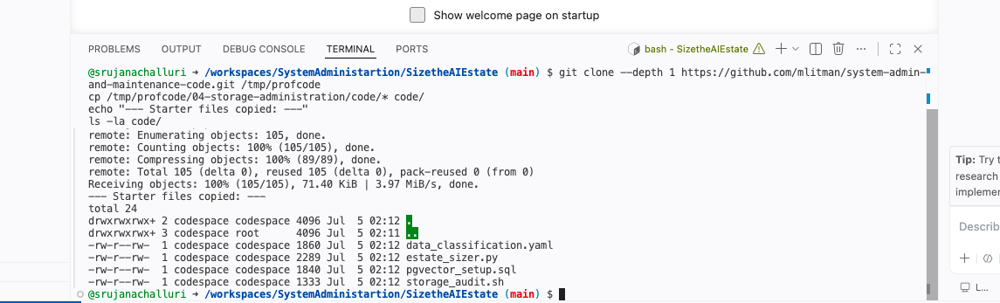 Show welcome page on startup
PROBLEMS OUTPUT DEBUG CONSOLE TERMINAL PORTS bash - SizetheAIEstate
@srujanachalluri → /workspaces/SystemAdministartion/SizetheAIEstate (main) $ git clone --depth 1 https://github.com/mlitman/system-admin-
and-maintenance-code.git /tmp/profcode
cp /tmp/profcode/04-storage-administration/code/* code/
echo "--- Starter files copied: ---"
ls -la code/
remote: Enumerating objects: 105, done.
remote: Counting objects: 100% (105/105), done.
remote: Compressing objects: 100% (89/89), done.
remote: Total 105 (delta 0), reused 105 (delta 0), pack-reused 0 (from 0)
Receiving objects: 100% (105/105), 71.40 KiB | 3.97 MiB/s, done.
--- Starter files copied: ---
total 24
drwxrwxrwx+ 2 codespace codespace 4096 Jul  5 02:12 .
drwxrwxrwx+ 3 codespace root      4096 Jul  5 02:11 ..
-rw-r--rw-  1 codespace codespace 1860 Jul  5 02:12 data_classification.yaml
-rw-r--rw-  1 codespace codespace 2289 Jul  5 02:12 estate_sizer.py
-rw-r--rw-  1 codespace codespace 1840 Jul  5 02:12 pgvector_setup.sql
-rw-r--rw-  1 codespace codespace 1333 Jul  5 02:12 storage_audit.sh
@srujanachalluri → /workspaces/SystemAdministartion/SizetheAIEstate (main) $
Tip: Try t
research
implemen
Describ
L...